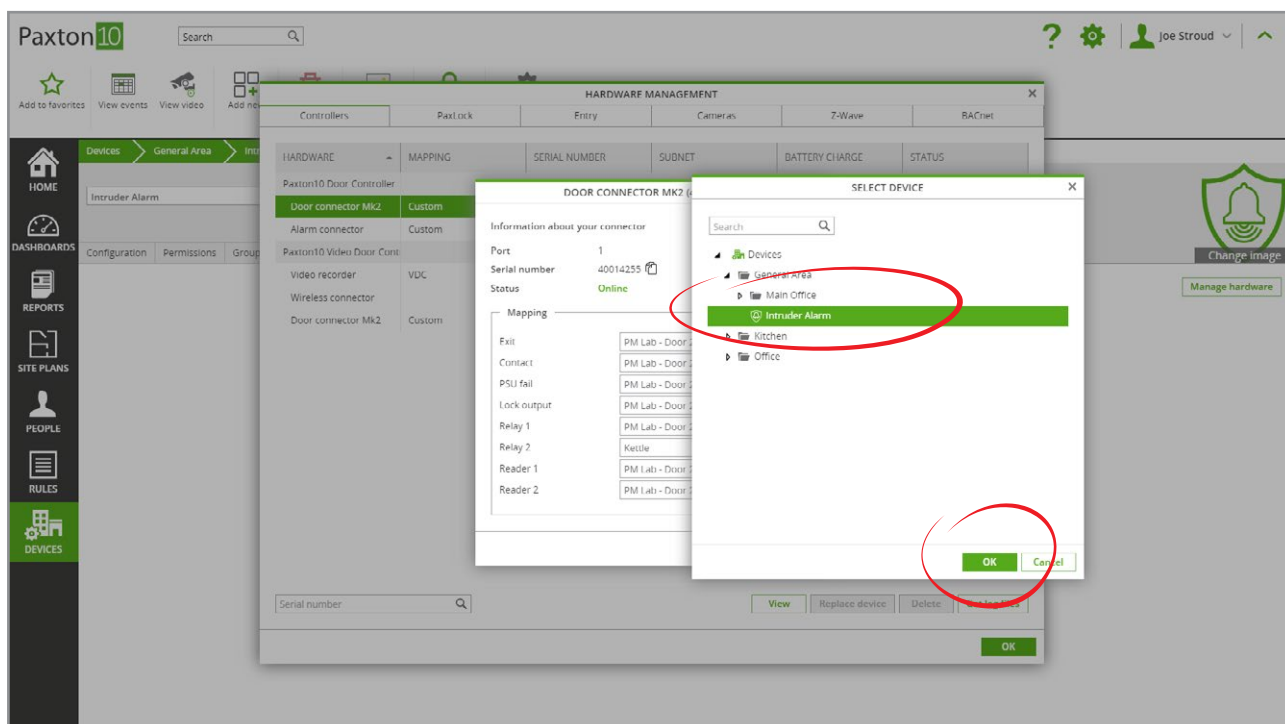 Paxton10
Search
Joe Stroud
Add to favorites
View events
View video
Add
HARDWARE MANAGEMENT
Controllers
PaxLock
Entry
Cameras
Z-Wave
BACnet
HOME
DASHBOARDS
REPORTS
SITE PLANS
PEOPLE
RULES
DEVICES
Devices
General Area
Intruder Alarm
Configuration
Permissions
HARDWARE
MAPPING
SERIAL NUMBER
SUBNET
BATTERY CHARGE
STATUS
Paxton10 Door Controller
Door connector Mk2
Custom
Alarm connector
Custom
Paxton10 Video Door
Video recorder
VDC
Wireless connector
Door connector Mk2
Custom
DOOR CONNECTOR MK2
Information about your connector
Port
1
Serial number
40014255
Status
Online
Mapping
Exit
PM Lab - Door
Contact
PM Lab - Door
PSU fail
PM Lab - Door
Lock output
PM Lab - Door
Relay 1
PM Lab - Door
Relay 2
Kettle
Reader 1
PM Lab - Door
Reader 2
PM Lab - Door
SELECT DEVICE
Search
Devices
General Area
Main Office
Intruder Alarm
Kitchen
Office
OK
Cancel
Change image
Manage hardware
Serial number
View
Replace device
Delete
Get log files
OK